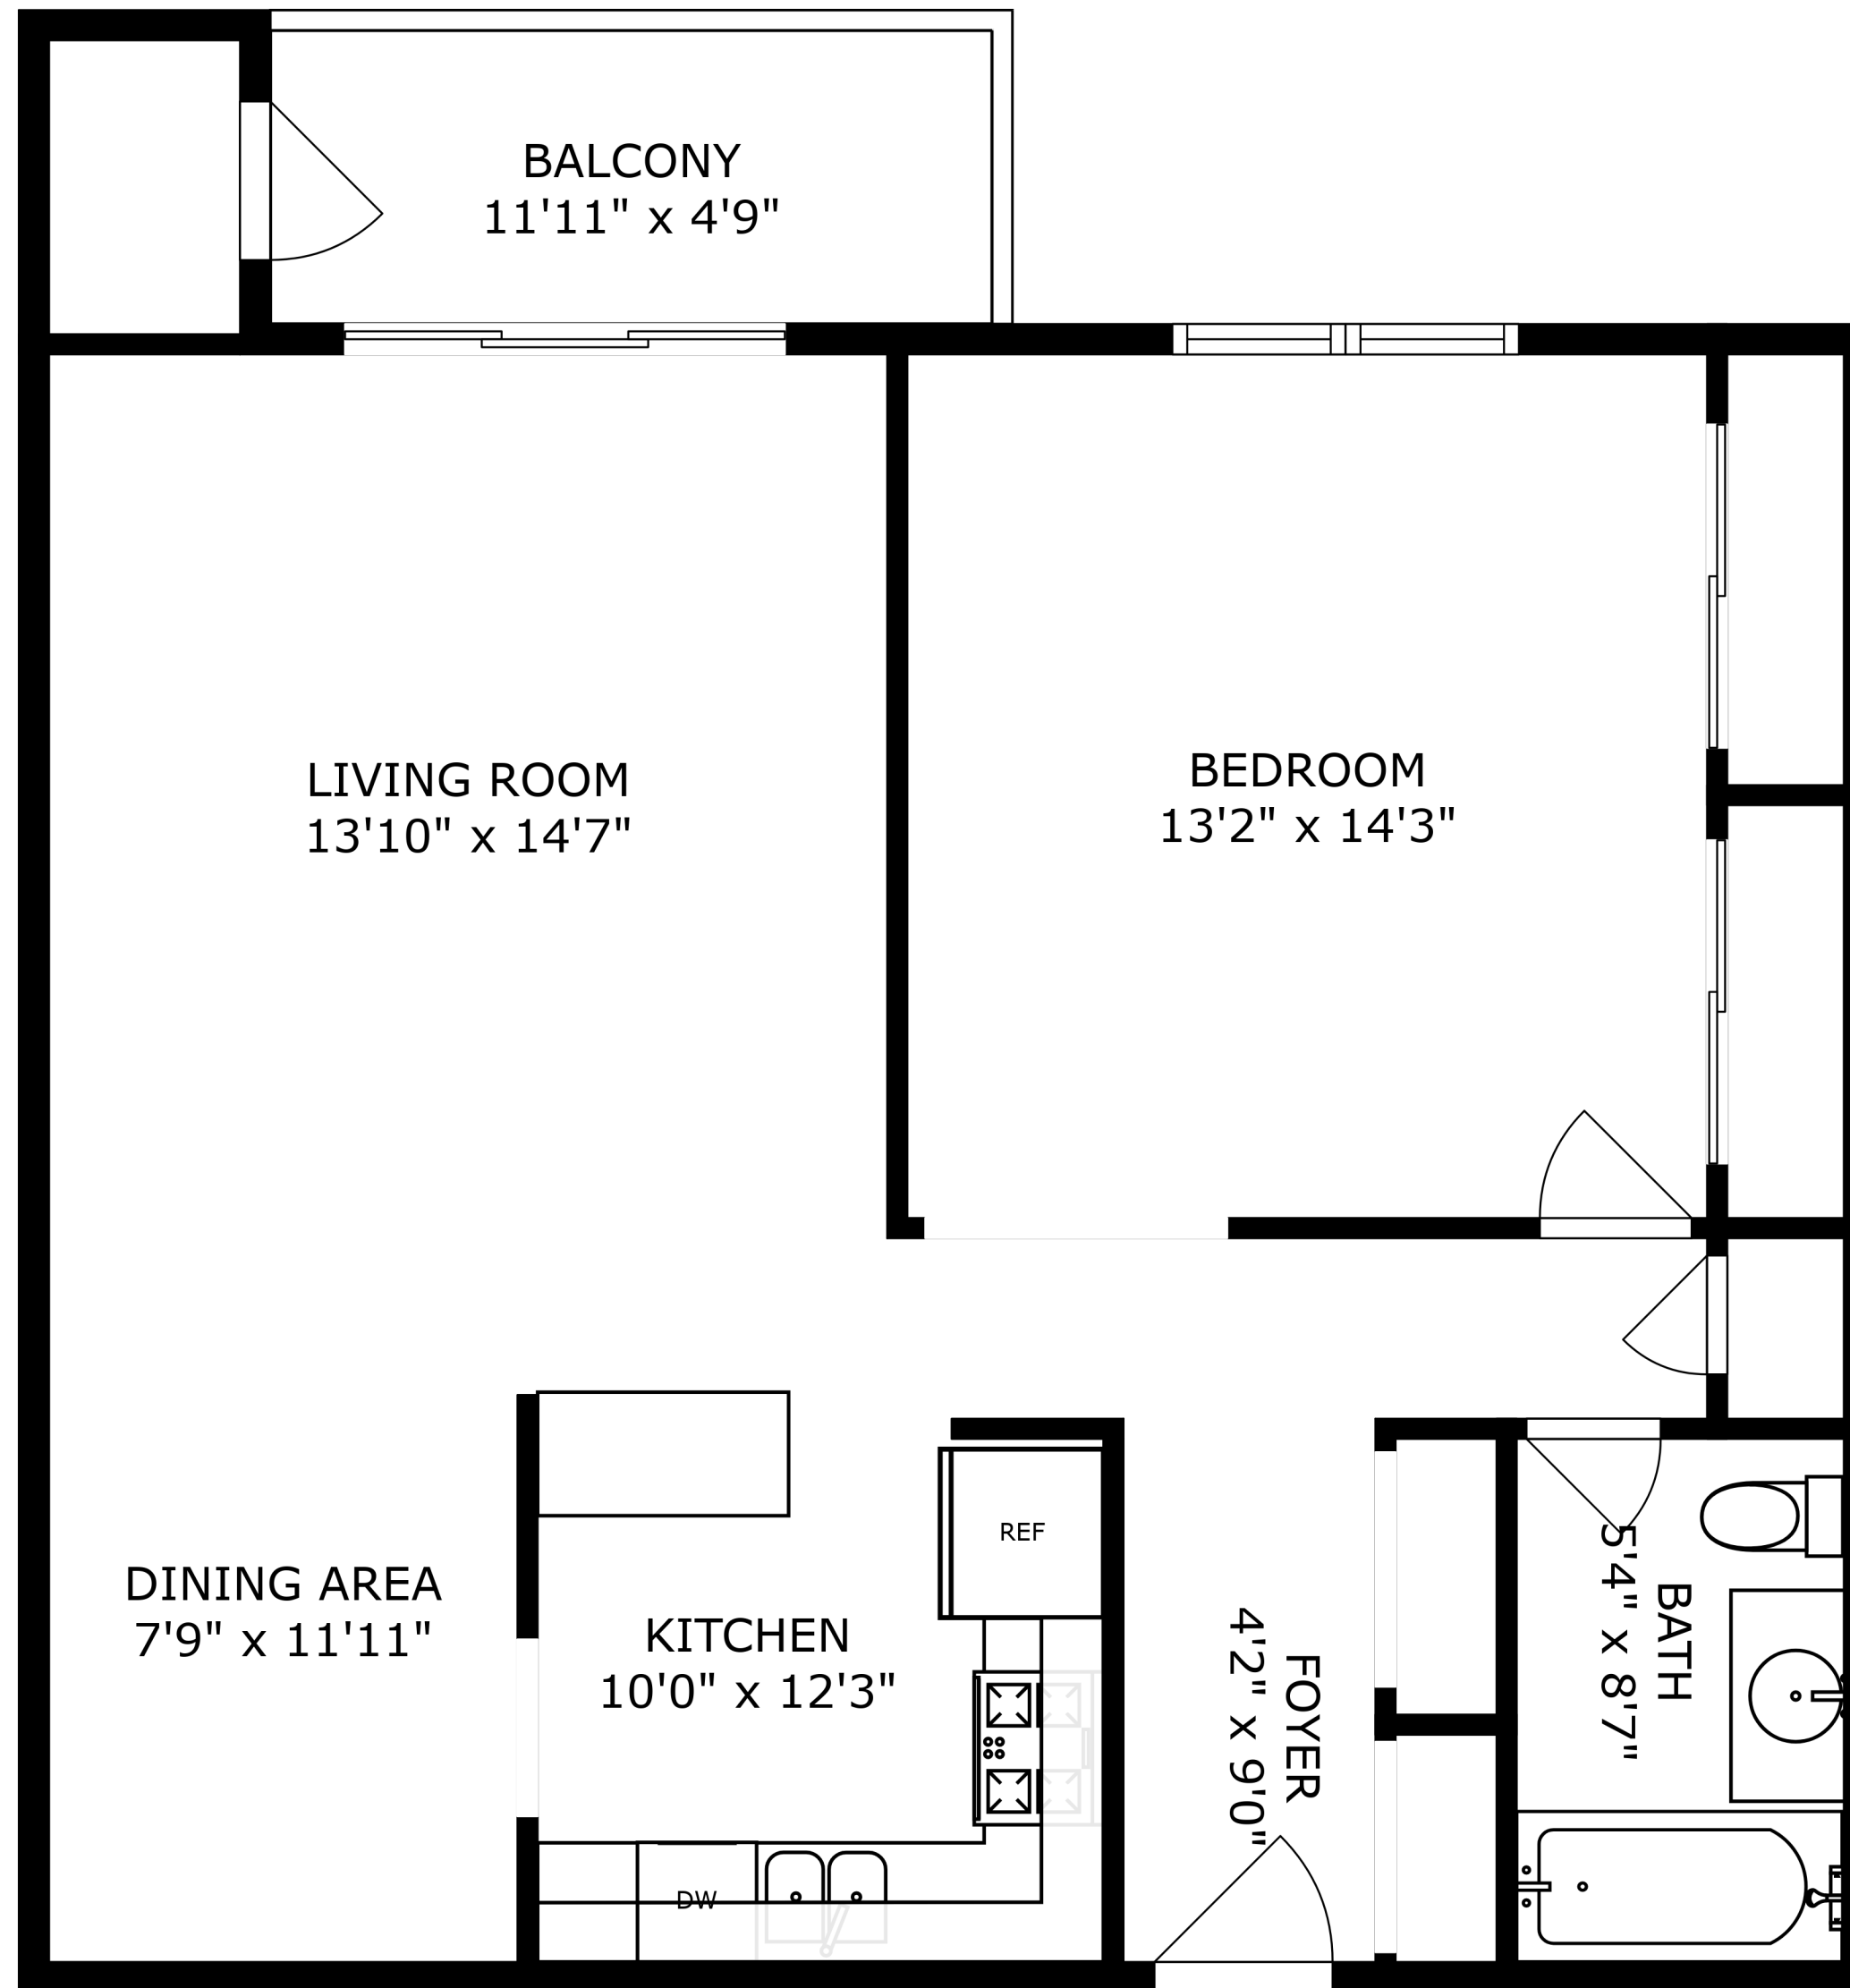 BALCONY
11'11" x 4'9"
LIVING ROOM
13'10" x 14'7"
BEDROOM
13'2" x 14'3"
DINING AREA
7'9" x 11'11"
KITCHEN
10'0" x 12'3"
REF
DW
FOYER
4'2" x 9'0"
BATH
5'4" x 8'7"